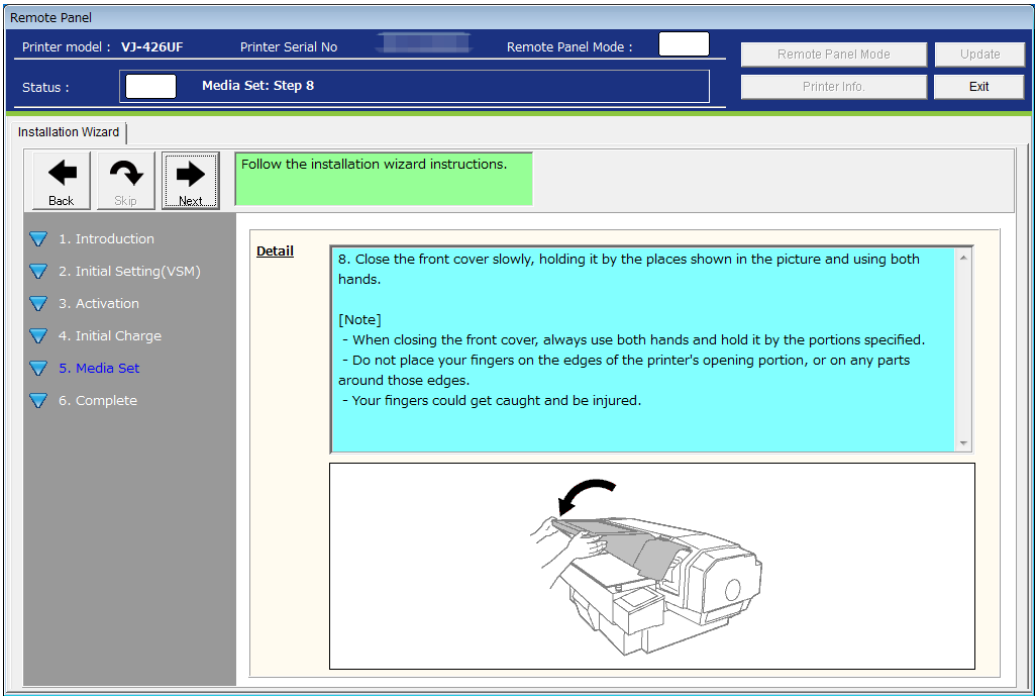 Remote Panel
Printer model : VJ-426UF Printer Serial No Remote Panel Mode :
Remote Panel Mode Update
Status : Media Set: Step 8
Printer Info. Exit
Installation Wizard
Back Skip Next
Follow the installation wizard instructions.
1. Introduction
2. Initial Setting(VSM)
3. Activation
4. Initial Charge
5. Media Set
6. Complete
Detail
8. Close the front cover slowly, holding it by the places shown in the picture and using both
hands.
[Note]
- When closing the front cover, always use both hands and hold it by the portions specified.
- Do not place your fingers on the edges of the printer's opening portion, or on any parts
around those edges.
- Your fingers could get caught and be injured.